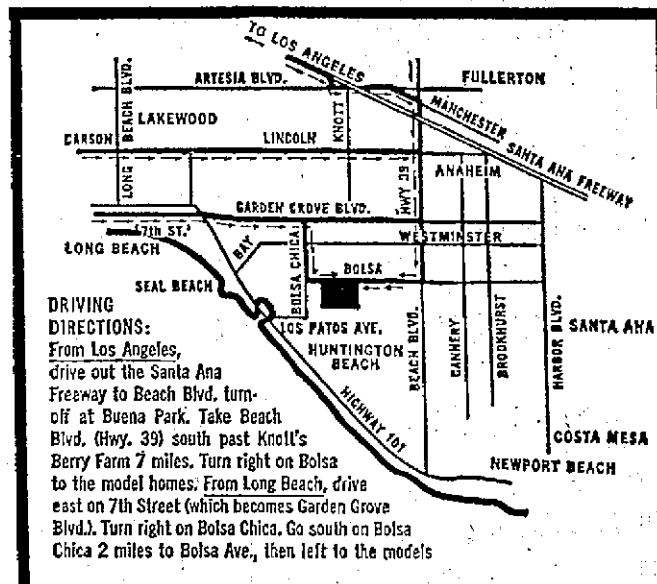 To LOS ANGELES
ARTESIA BLVD.
FULLERTON
LONG BEACH BLVD.
LAKEWOOD
KNOTT
MANCHESTER
SANTA ANA FREEWAY
CARSON
LINCOLN
HWY 39
ANAHEIM
GARDEN GROVE BLVD.
7th ST.
WESTMINSTER
LONG BEACH
BAY
BOLSA CHICA
BOLSA
SEAL BEACH
LOS PATOS AVE.
HUNTINGTON
BEACH
BEACH BLVD.
CANNERY
BROOKHURST
HARBOR BLVD.
SANTA ANA
HIGHWAY 101
COSTA MESA
NEWPORT BEACH
DRIVING
DIRECTIONS:
From Los Angeles,
drive out the Santa Ana
Freeway to Beach Blvd. turn-
off at Buena Park. Take Beach
Blvd. (Hwy. 39) south past Knott's
Berry Farm 7 miles. Turn right on Bolsa
to the model homes. From Long Beach, drive
east on 7th Street (which becomes Garden Grove
Blvd.). Turn right on Bolsa Chica. Go south on Bolsa
Chica 2 miles to Bolsa Ave., then left to the models